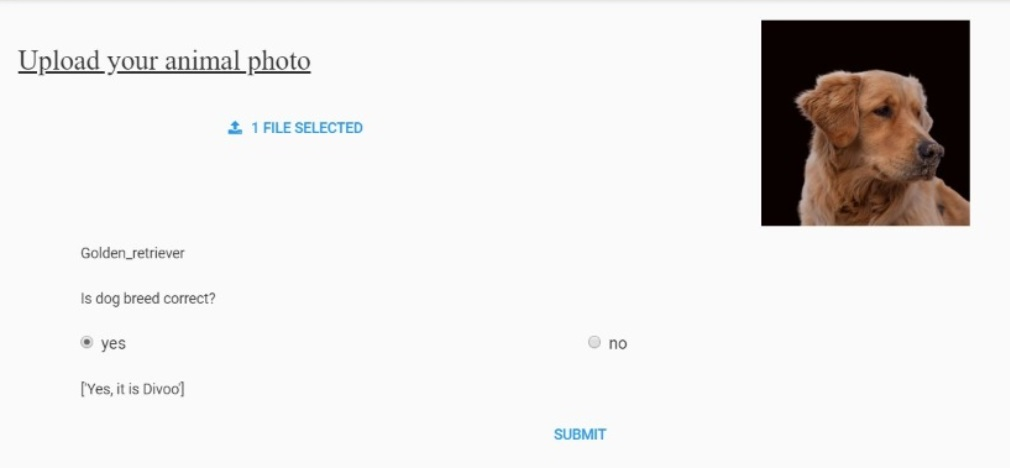 Upload your animal photo
1 FILE SELECTED
Golden_retriever
Is dog breed correct?
yes
no
['Yes, it is Divoo']
SUBMIT